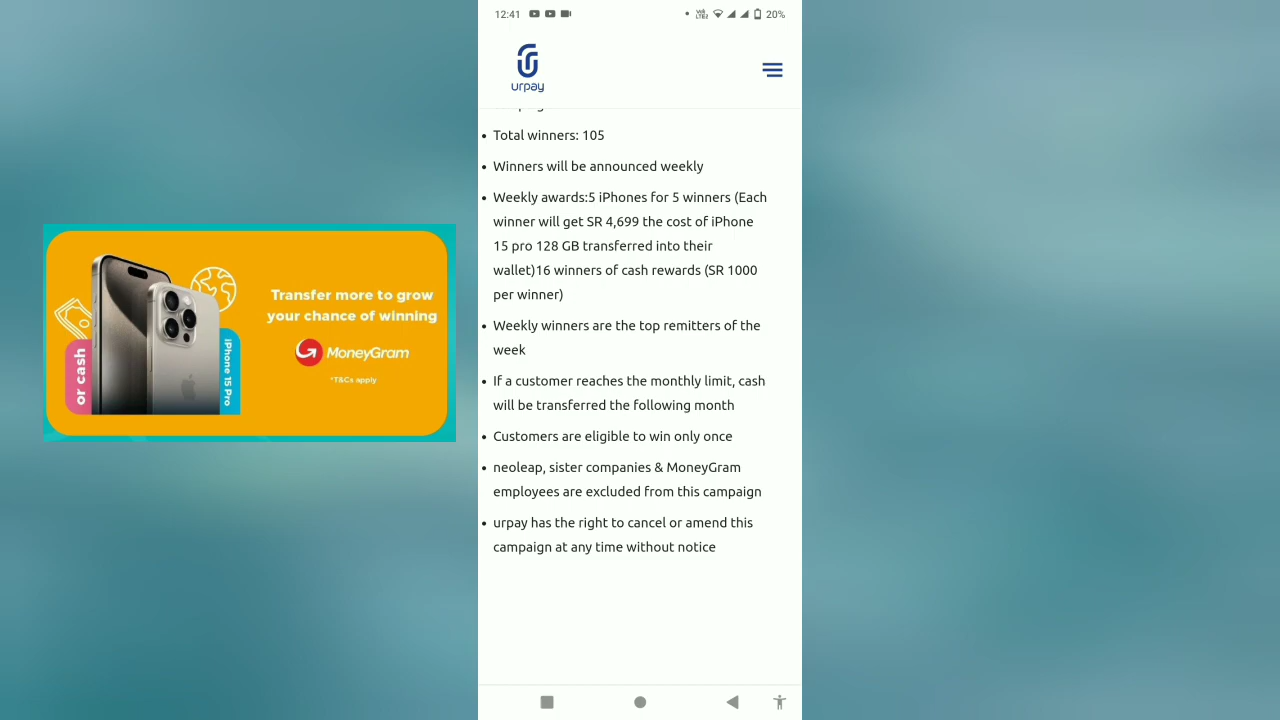 Transfer more to grow
your chance of winning
MoneyGram
*T&Cs apply
or cash
iPhone 15 Pro
12:41
20%
urpay
• Total winners: 105
• Winners will be announced weekly
• Weekly awards:5 iPhones for 5 winners (Each
winner will get SR 4,699 the cost of iPhone
15 pro 128 GB transferred into their
wallet)16 winners of cash rewards (SR 1000
per winner)
• Weekly winners are the top remitters of the
week
• If a customer reaches the monthly limit, cash
will be transferred the following month
• Customers are eligible to win only once
• neoleap, sister companies & MoneyGram
employees are excluded from this campaign
• urpay has the right to cancel or amend this
campaign at any time without notice